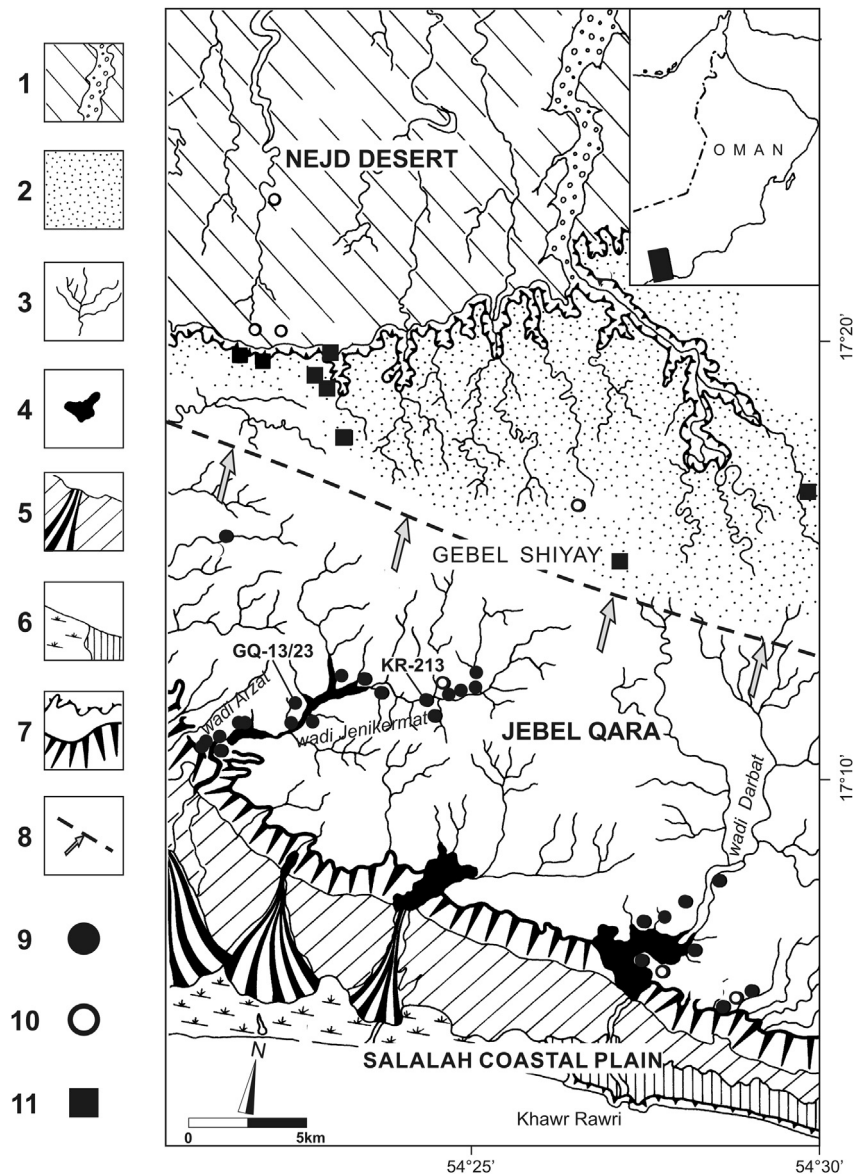 1
2
3
4
5
6
7
8
9
10
11
NEJD DESERT
OMAN
17°20'
GEBEL SHIYAY
GQ-13/23
KR-213
wadi Arzat
wadi Jenikermat
JEBEL QARA
17°10'
wadi Darbat
SALALAH COASTAL PLAIN
Khawr Rawri
N
0 5km
54°25' 54°30'